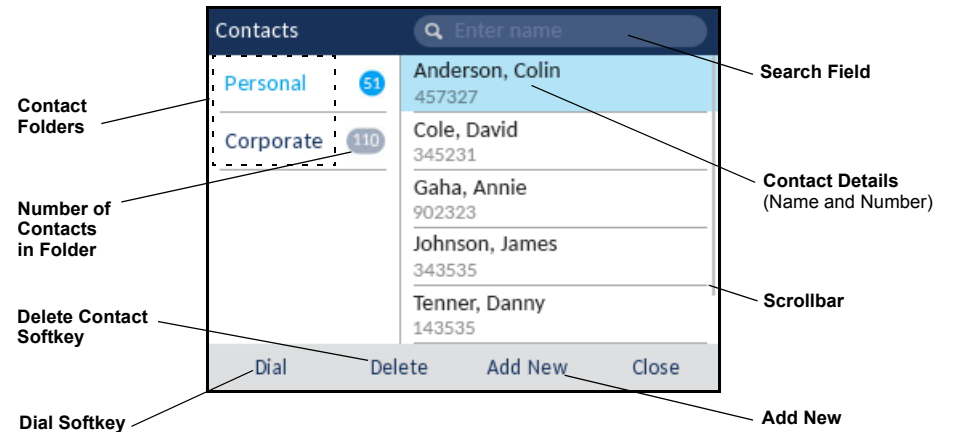 Contacts
Enter name
Search Field
Contact
Folders
Personal 51
Corporate 110
Number of
Contacts
in Folder
Anderson, Colin
457327
Cole, David
345231
Gaha, Annie
902323
Johnson, James
343535
Tenner, Danny
143535
Contact Details
(Name and Number)
Scrollbar
Delete Contact
Softkey
Dial Delete Add New Close
Dial Softkey
Add New